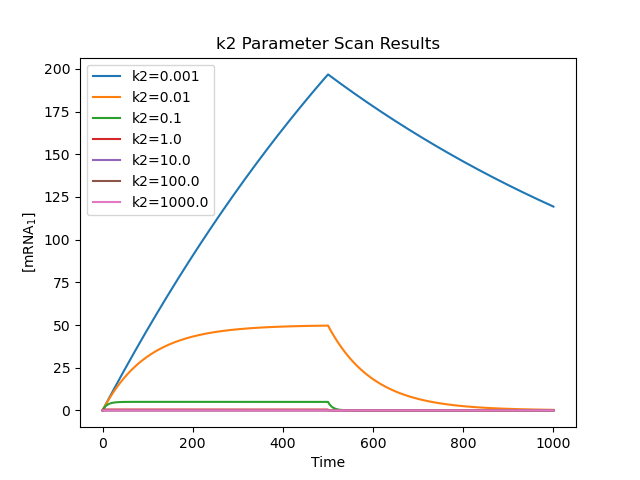 k2 Parameter Scan Results
k2=0.001
k2=0.01
k2=0.1
k2=1.0
k2=10.0
k2=100.0
k2=1000.0
[mRNA₁]
200
175
150
125
100
75
50
25
0
0 200 400 600 800 1000
Time